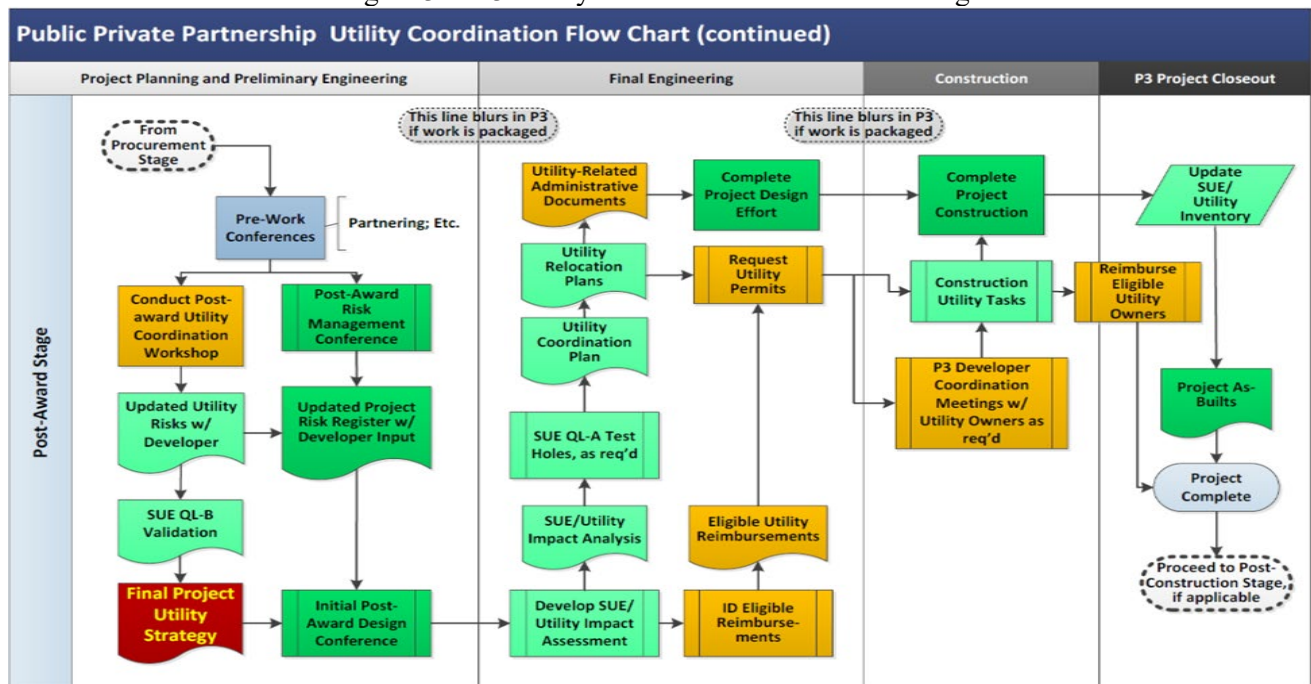 Public Private Partnership Utility Coordination Flow Chart (continued)
Project Planning and Preliminary Engineering
Final Engineering
Construction
P3 Project Closeout
Post-Award Stage
This line blurs in P3
if work is packaged
This line blurs in P3
if work is packaged
From
Procurement
Stage
Pre-Work
Conferences
Partnering; Etc.
Conduct Post-
award Utility
Coordination
Workshop
Post-Award
Risk
Management
Conference
Updated Utility
Risks w/
Developer
Updated Project
Risk Register w/
Developer Input
SUE QL-B
Validation
Final Project
Utility
Strategy
Initial Post-
Award Design
Conference
Utility-Related
Administrative
Documents
Complete
Project Design
Effort
Utility
Relocation
Plans
Request
Utility
Permits
Utility
Coordination
Plan
SUE QL-A Test
Holes, as req'd
SUE/Utility
Impact Analysis
Eligible Utility
Reimbursements
Develop SUE/
Utility Impact
Assessment
ID Eligible
Reimburse-
ments
Complete
Project
Construction
Construction
Utility Tasks
P3 Developer
Coordination
Meetings w/
Utility Owners as
req'd
Update
SUE/
Utility
Inventory
Reimburse
Eligible
Utility
Owners
Project As-
Builts
Project
Complete
Proceed to Post-
Construction Stage,
if applicable